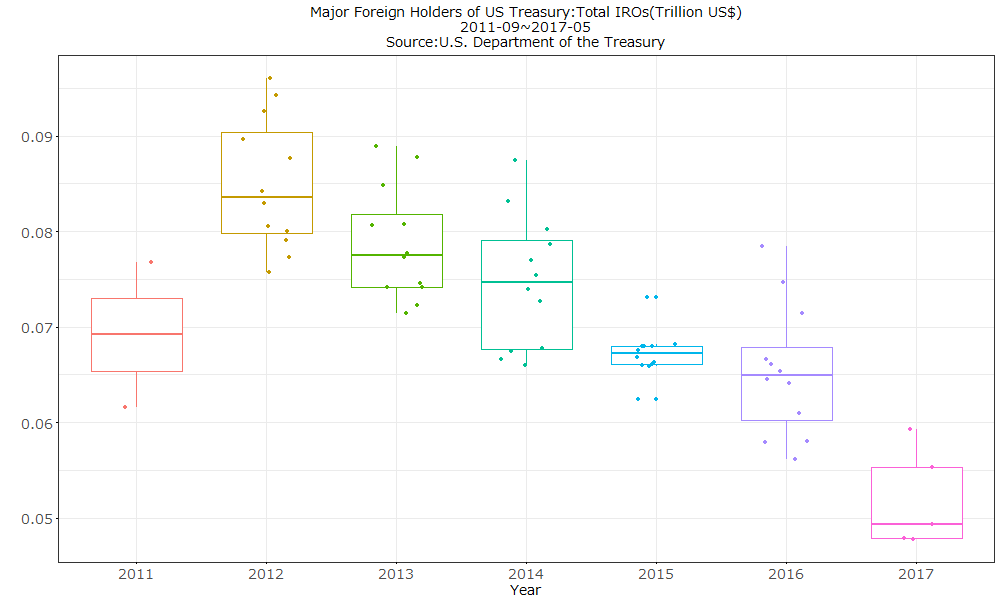 Major Foreign Holders of US Treasury:Total IROs(Trillion US$)
2011-09~2017-05
Source:U.S. Department of the Treasury
0.09
0.08
0.07
0.06
0.05
2011 2012 2013 2014 2015 2016 2017
Year